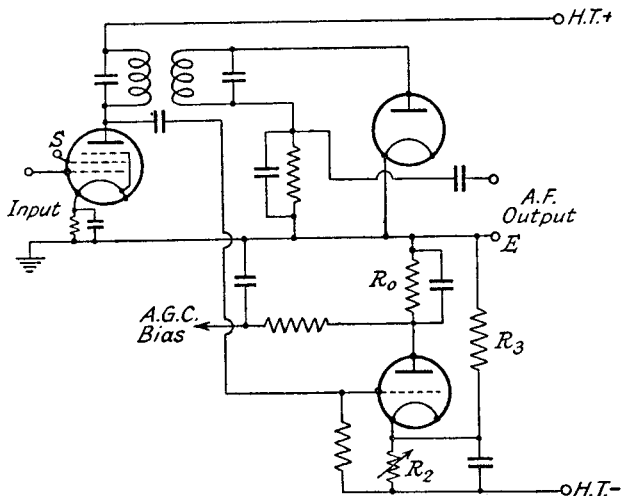 H.T.+
S
Input
A.F.
Output
E
R₀
A.G.C.
Bias
R₃
R₂
H.T.-